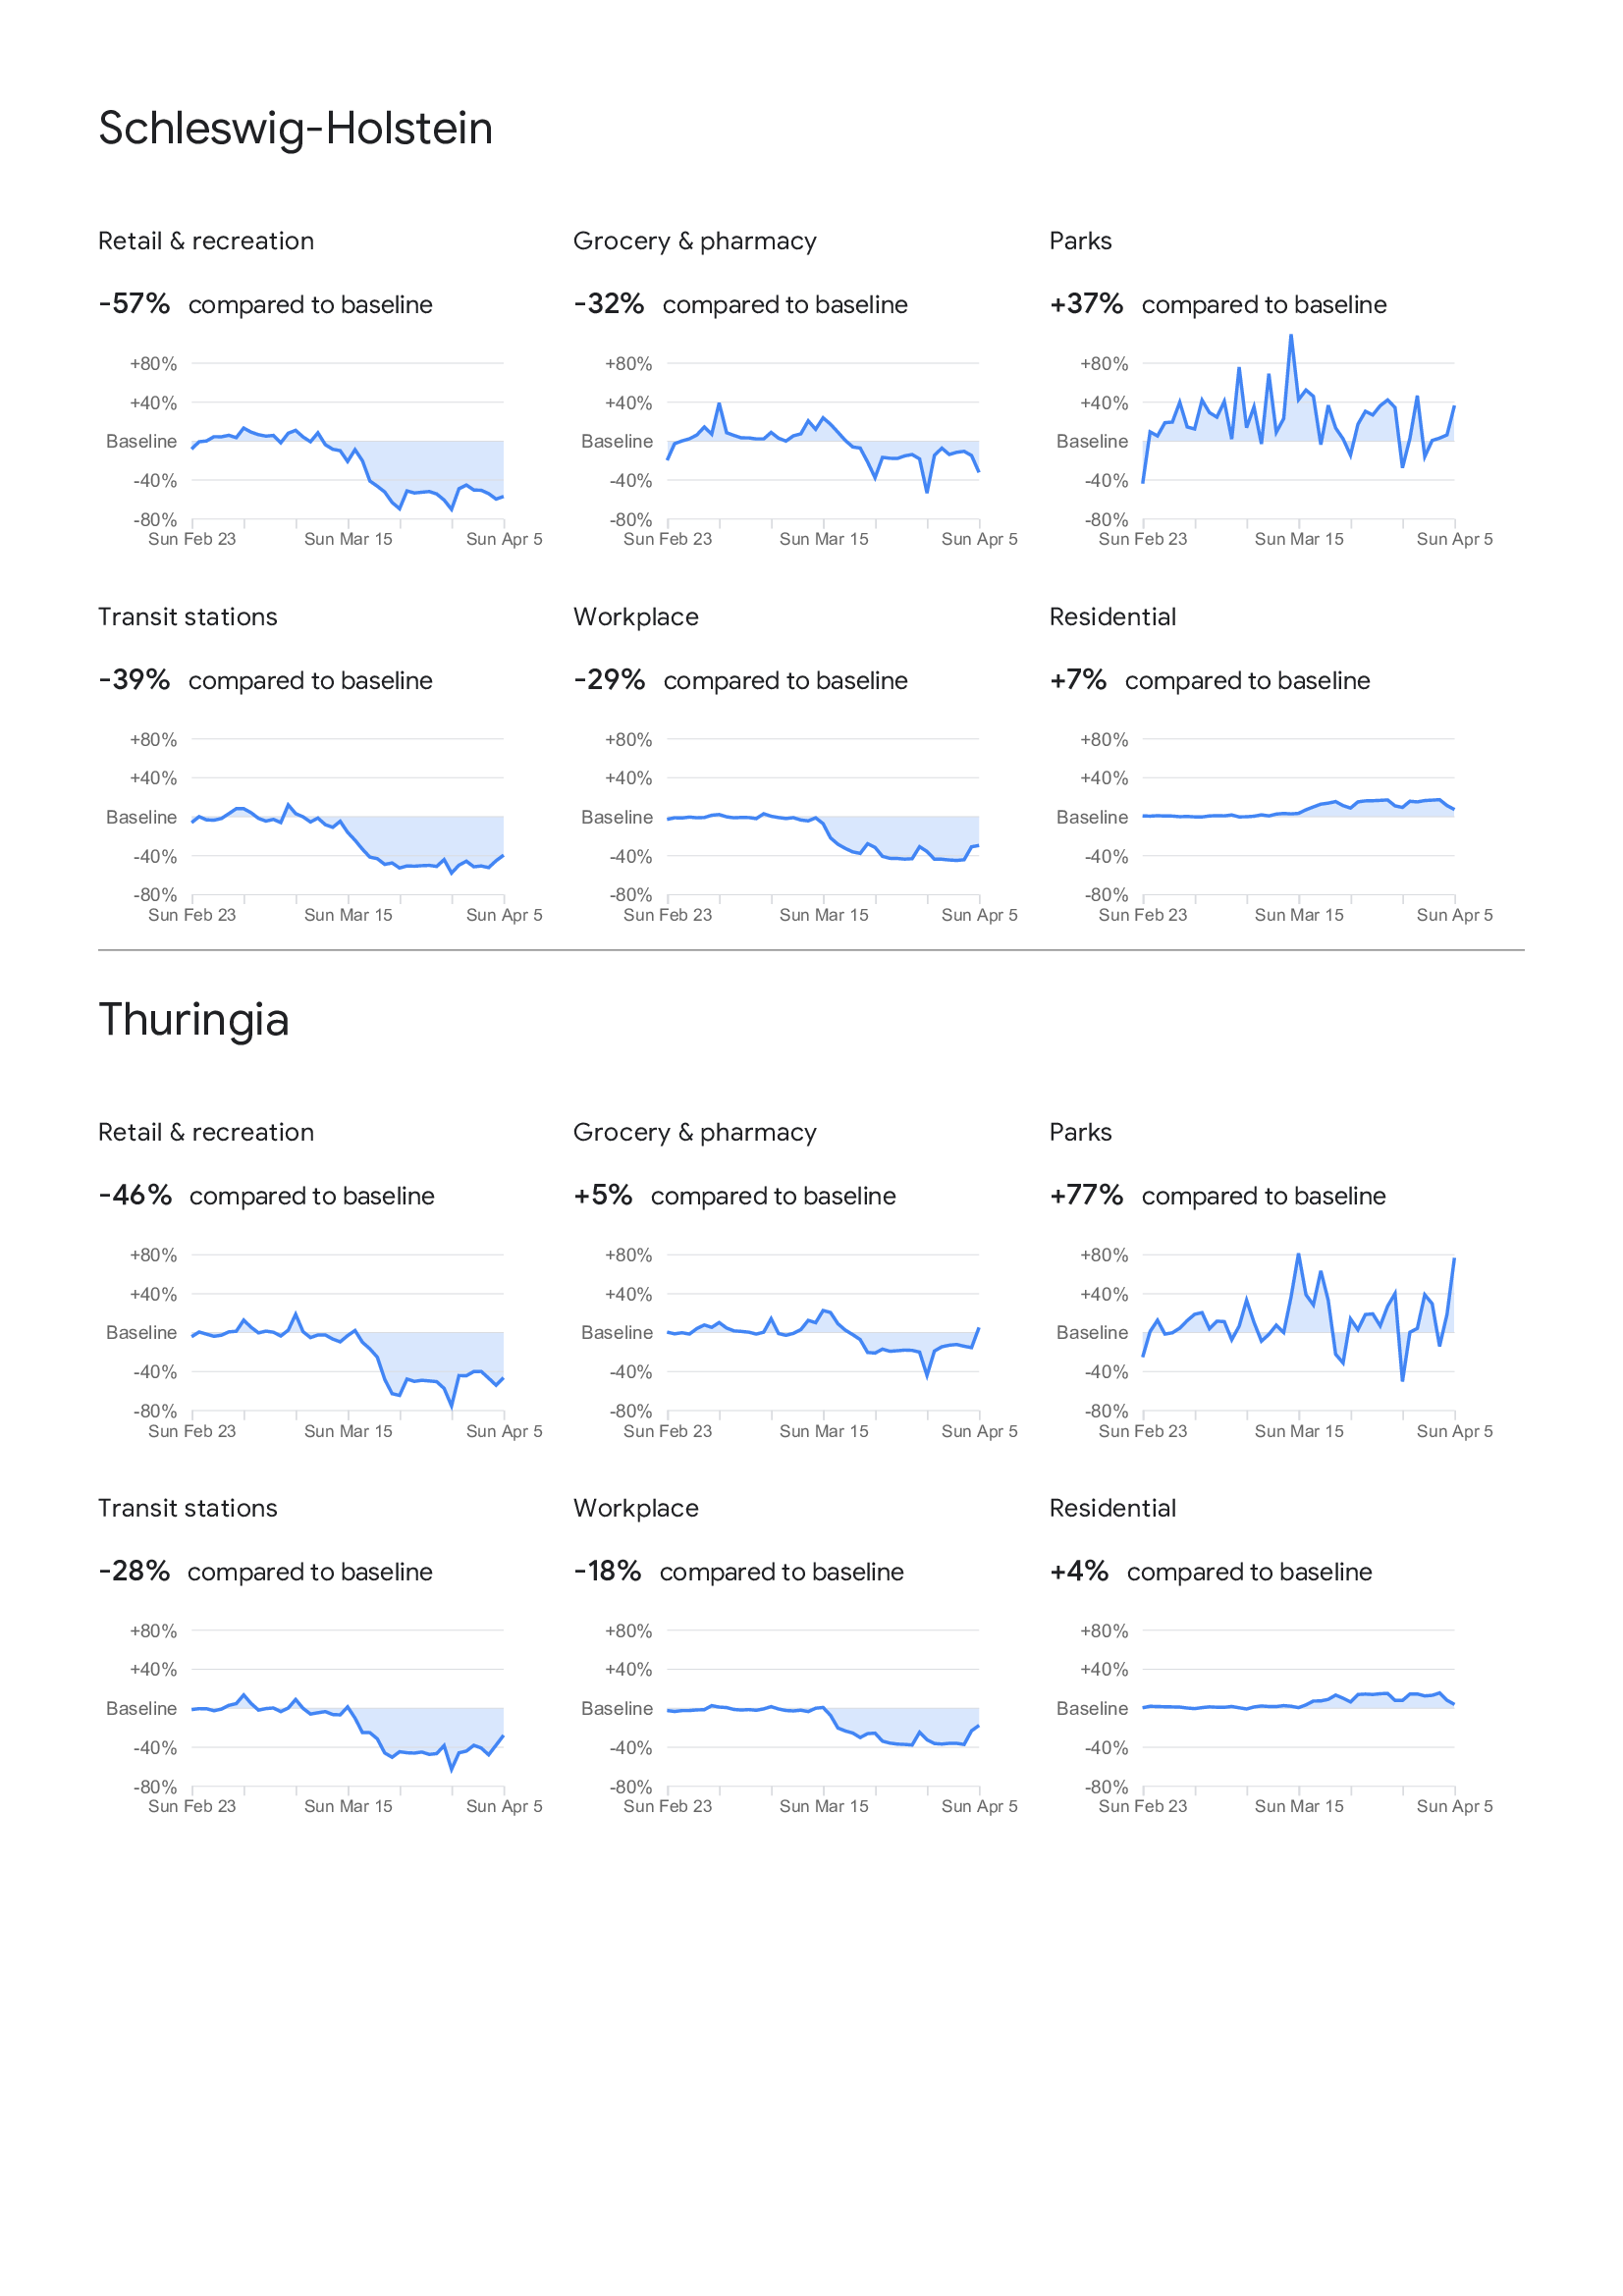 Schleswig-Holstein
Retail & recreation
-57% compared to baseline
+80%
+40%
Baseline
-40%
-80%
Sun Feb 23 Sun Mar 15 Sun Apr 5
Grocery & pharmacy
-32% compared to baseline
+80%
+40%
Baseline
-40%
-80%
Sun Feb 23 Sun Mar 15 Sun Apr 5
Parks
+37% compared to baseline
+80%
+40%
Baseline
-40%
-80%
Sun Feb 23 Sun Mar 15 Sun Apr 5
Transit stations
-39% compared to baseline
+80%
+40%
Baseline
-40%
-80%
Sun Feb 23 Sun Mar 15 Sun Apr 5
Workplace
-29% compared to baseline
+80%
+40%
Baseline
-40%
-80%
Sun Feb 23 Sun Mar 15 Sun Apr 5
Residential
+7% compared to baseline
+80%
+40%
Baseline
-40%
-80%
Sun Feb 23 Sun Mar 15 Sun Apr 5
Thuringia
Retail & recreation
-46% compared to baseline
+80%
+40%
Baseline
-40%
-80%
Sun Feb 23 Sun Mar 15 Sun Apr 5
Grocery & pharmacy
+5% compared to baseline
+80%
+40%
Baseline
-40%
-80%
Sun Feb 23 Sun Mar 15 Sun Apr 5
Parks
+77% compared to baseline
+80%
+40%
Baseline
-40%
-80%
Sun Feb 23 Sun Mar 15 Sun Apr 5
Transit stations
-28% compared to baseline
+80%
+40%
Baseline
-40%
-80%
Sun Feb 23 Sun Mar 15 Sun Apr 5
Workplace
-18% compared to baseline
+80%
+40%
Baseline
-40%
-80%
Sun Feb 23 Sun Mar 15 Sun Apr 5
Residential
+4% compared to baseline
+80%
+40%
Baseline
-40%
-80%
Sun Feb 23 Sun Mar 15 Sun Apr 5